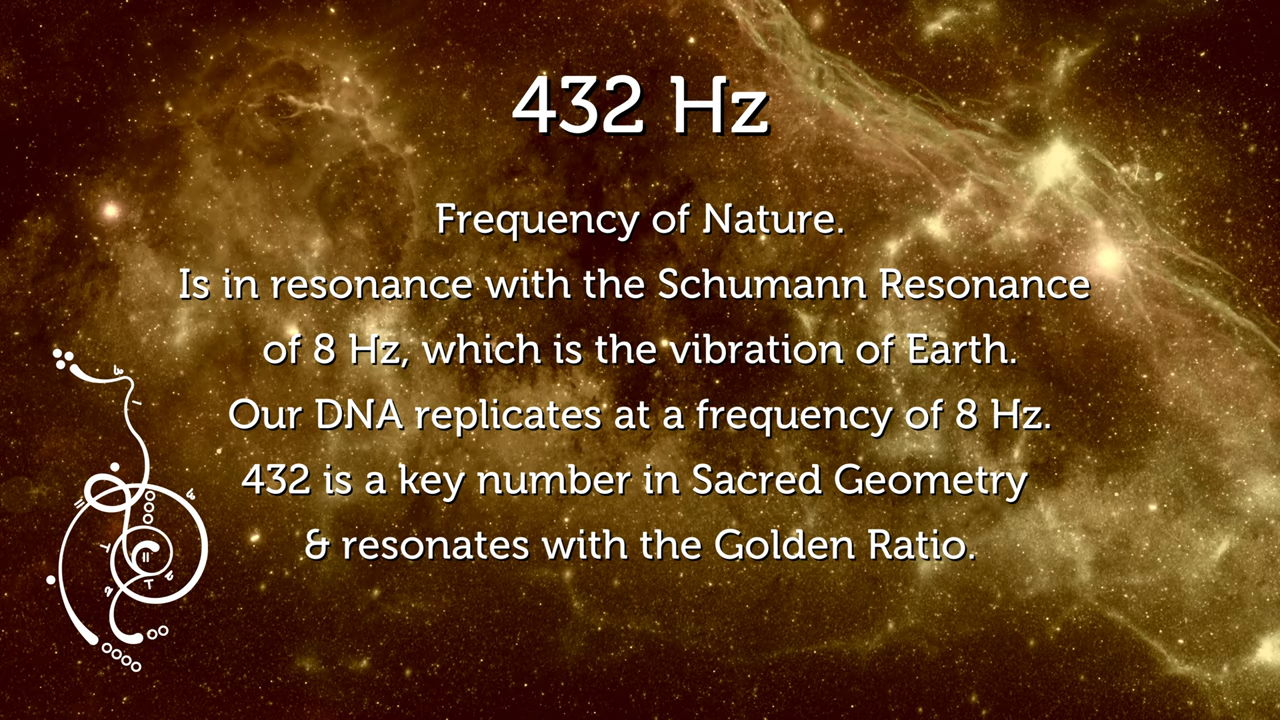 432 Hz
Frequency of Nature.
Is in resonance with the Schumann Resonance
of 8 Hz, which is the vibration of Earth.
Our DNA replicates at a frequency of 8 Hz.
432 is a key number in Sacred Geometry
& resonates with the Golden Ratio.